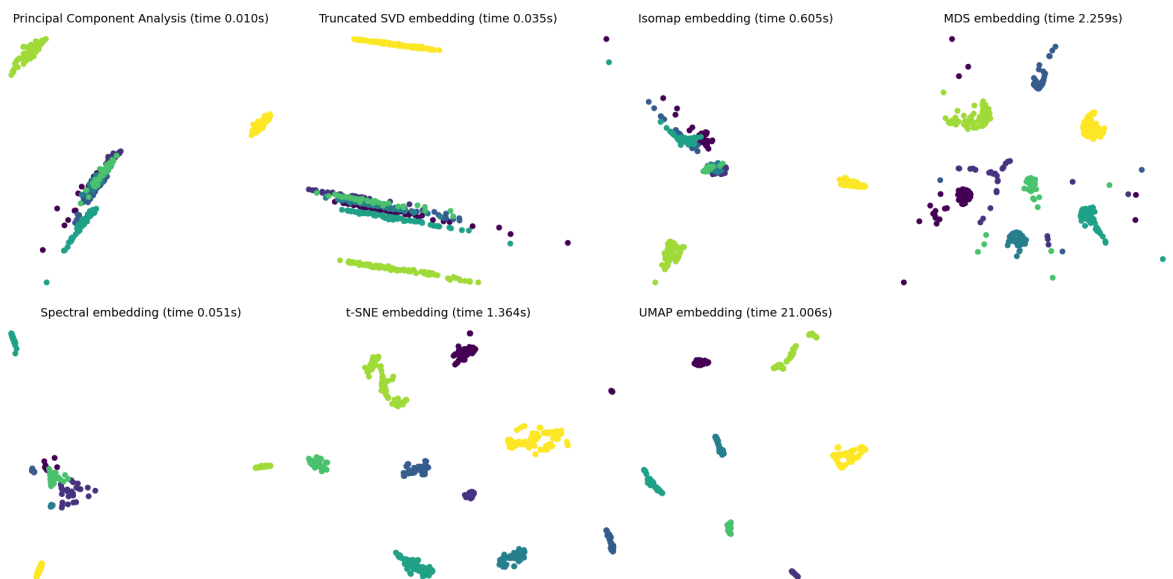 Principal Component Analysis (time 0.010s)
Truncated SVD embedding (time 0.035s)
Isomap embedding (time 0.605s)
MDS embedding (time 2.259s)
Spectral embedding (time 0.051s)
t-SNE embedding (time 1.364s)
UMAP embedding (time 21.006s)